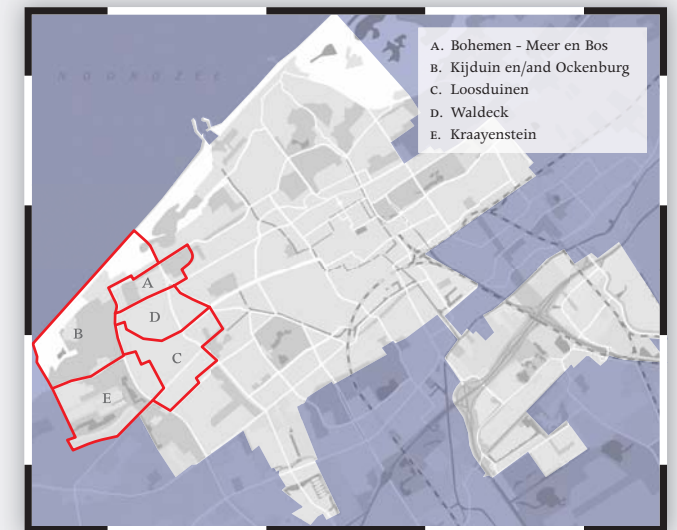 NOORDZEE
A. Bohemen - Meer en Bos
B. Kijduin en/and Ockenburg
C. Loosduinen
D. Waldeck
E. Kraayenstein
A
D
B
C
E